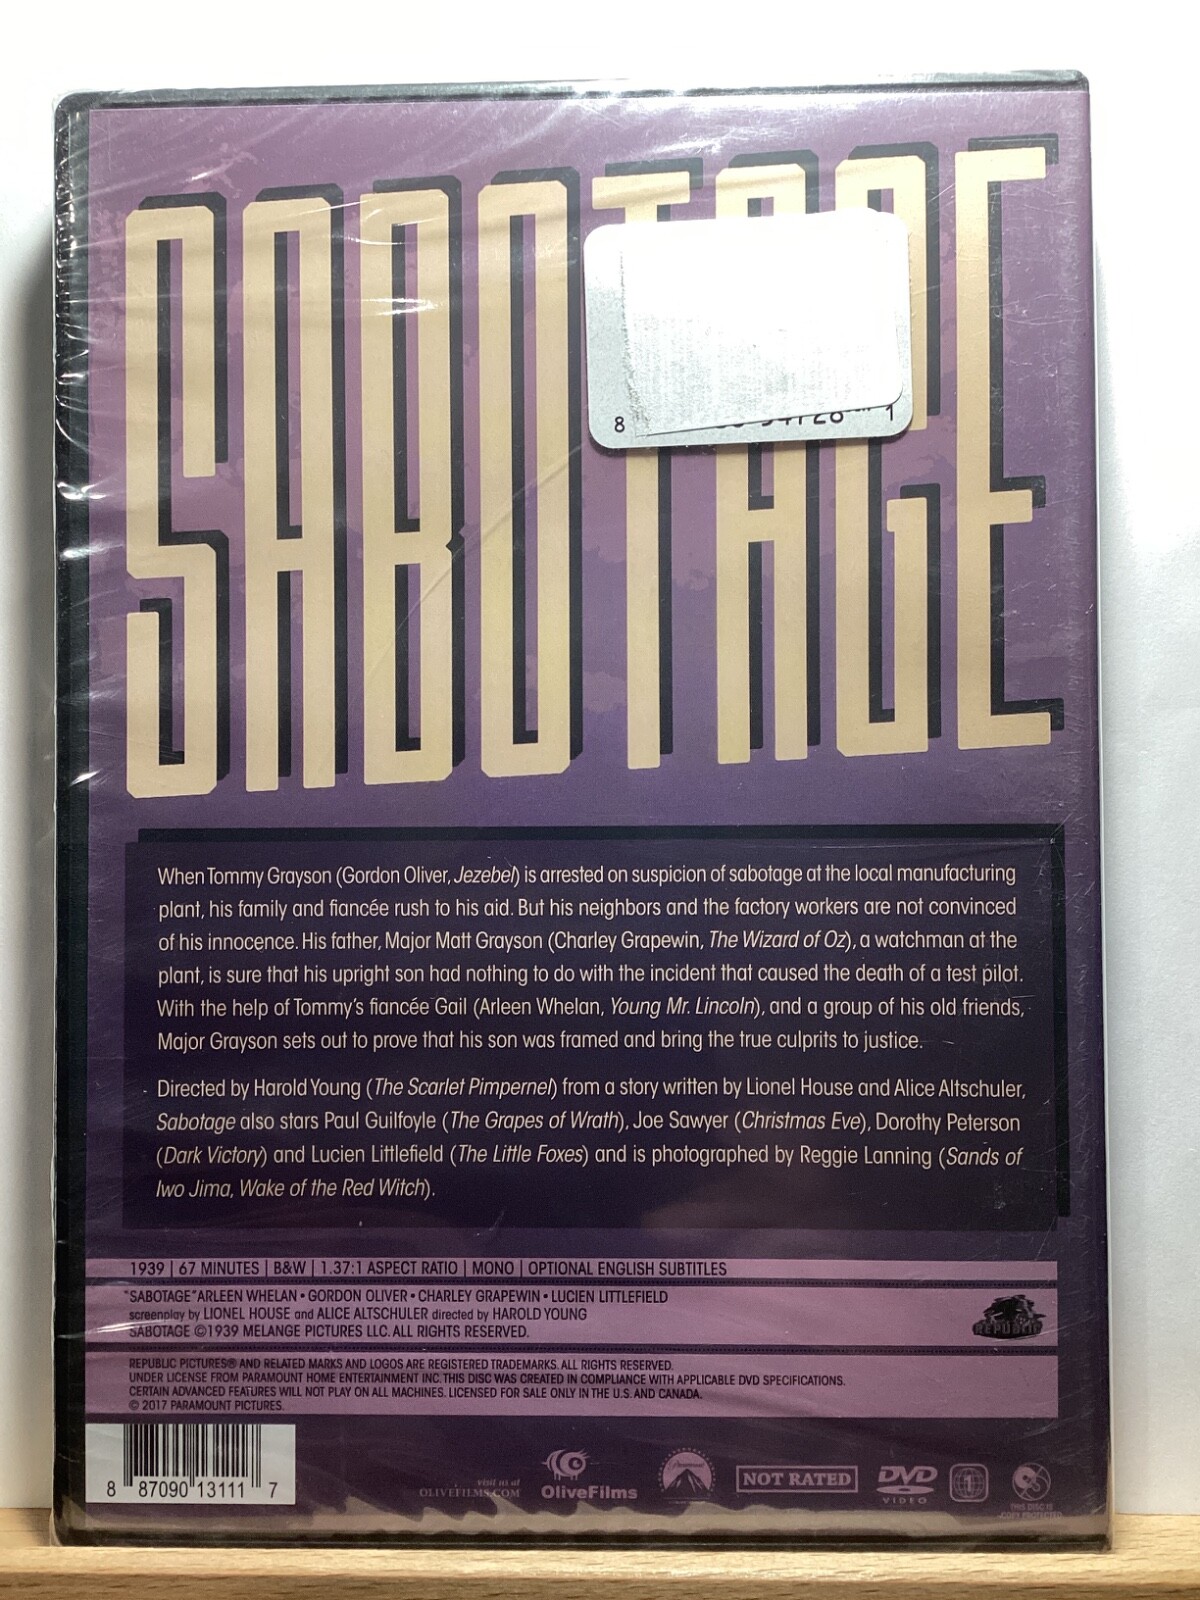 SABOTAGE
8 1
When Tommy Grayson (Gordon Oliver, Jezebel) is arrested on suspicion of sabotage at the local manufacturing
plant, his family and fiancée rush to his aid. But his neighbors and the factory workers are not convinced
of his innocence. His father, Major Matt Grayson (Charley Grapewin, The Wizard of Oz), a watchman at the
plant, is sure that his upright son had nothing to do with the incident that caused the death of a test pilot.
With the help of Tommy's fiancée Gail (Arleen Whelan, Young Mr. Lincoln), and a group of his old friends,
Major Grayson sets out to prove that his son was framed and bring the true culprits to justice.
Directed by Harold Young (The Scarlet Pimpernel) from a story written by Lionel House and Alice Altschuler,
Sabotage also stars Paul Guilfoyle (The Grapes of Wrath), Joe Sawyer (Christmas Eve), Dorothy Peterson
(Dark Victory) and Lucien Littlefield (The Little Foxes) and is photographed by Reggie Lanning (Sands of
Iwo Jima, Wake of the Red Witch).
1939 | 67 MINUTES | B&W | 1.37:1 ASPECT RATIO | MONO | OPTIONAL ENGLISH SUBTITLES
"SABOTAGE" ARLEEN WHELAN • GORDON OLIVER • CHARLEY GRAPEWIN • LUCIEN LITTLEFIELD
screenplay by LIONEL HOUSE and ALICE ALTSCHULER directed by HAROLD YOUNG
SABOTAGE ©1939 MELANGE PICTURES LLC. ALL RIGHTS RESERVED.
REPUBLIC
REPUBLIC PICTURES® AND RELATED MARKS AND LOGOS ARE REGISTERED TRADEMARKS. ALL RIGHTS RESERVED.
UNDER LICENSE FROM PARAMOUNT HOME ENTERTAINMENT INC. THIS DISC WAS CREATED IN COMPLIANCE WITH APPLICABLE DVD SPECIFICATIONS.
CERTAIN ADVANCED FEATURES WILL NOT PLAY ON ALL MACHINES. LICENSED FOR SALE ONLY IN THE U.S. AND CANADA.
© 2017 PARAMOUNT PICTURES.
8 87090 13111 7
visit us at
OLIVEFILMS.COM
OliveFilms
Paramount
NOT RATED
DVD
VIDEO
1
THIS DISC IS
COPY PROTECTED